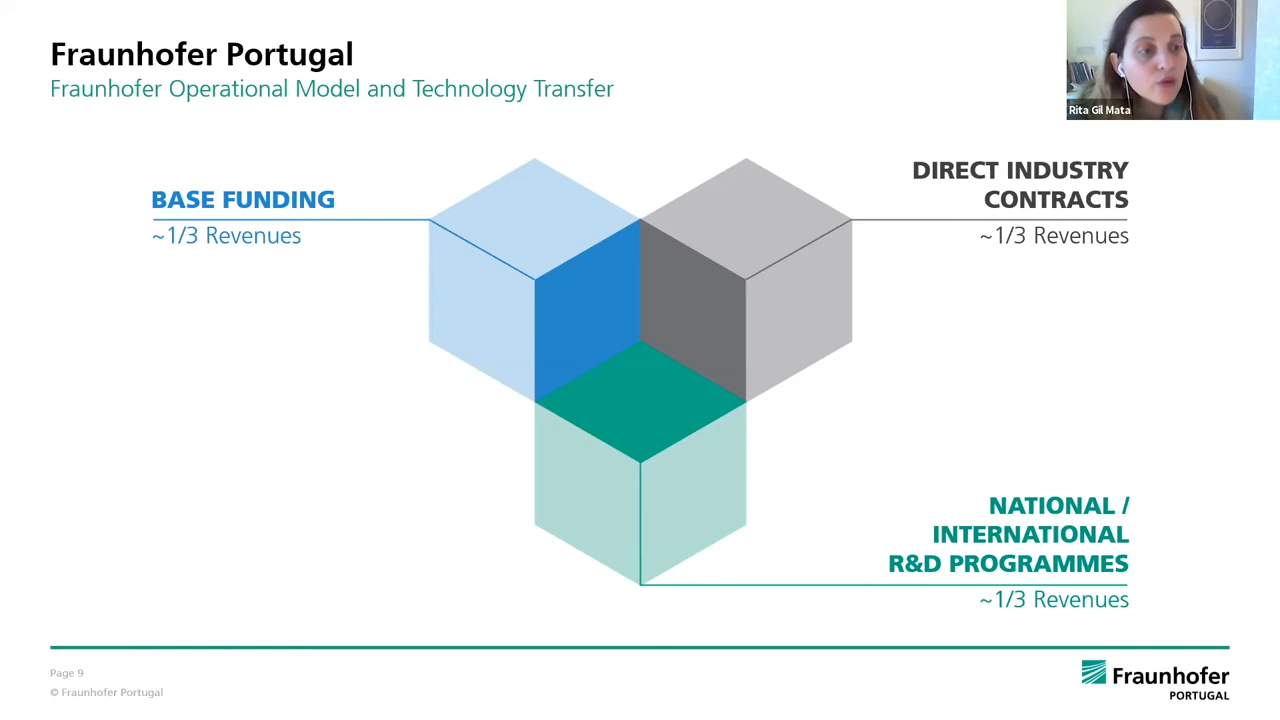 Fraunhofer Portugal
Fraunhofer Operational Model and Technology Transfer
Rita Gil Mata
BASE FUNDING
~1/3 Revenues
DIRECT INDUSTRY
CONTRACTS
~1/3 Revenues
NATIONAL /
INTERNATIONAL
R&D PROGRAMMES
~1/3 Revenues
Page 9
© Fraunhofer Portugal
Fraunhofer
PORTUGAL